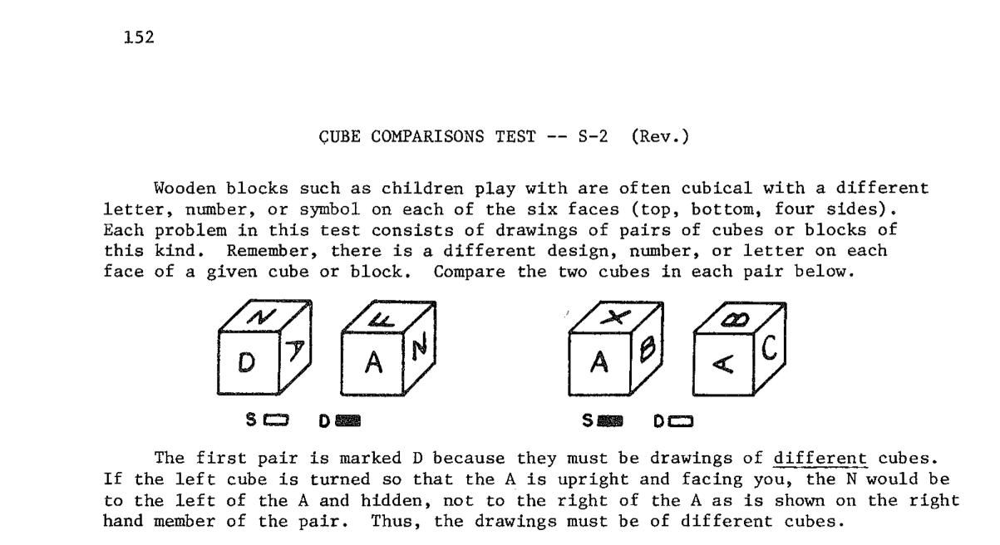 152
CUBE COMPARISONS TEST -- S-2 (Rev.)
Wooden blocks such as children play with are often cubical with a different
letter, number, or symbol on each of the six faces (top, bottom, four sides).
Each problem in this test consists of drawings of pairs of cubes or blocks of
this kind. Remember, there is a different design, number, or letter on each
face of a given cube or block. Compare the two cubes in each pair below.
N F X B
D A A N A B A C
S D S D
The first pair is marked D because they must be drawings of different cubes.
If the left cube is turned so that the A is upright and facing you, the N would be
to the left of the A and hidden, not to the right of the A as is shown on the right
hand member of the pair. Thus, the drawings must be of different cubes.